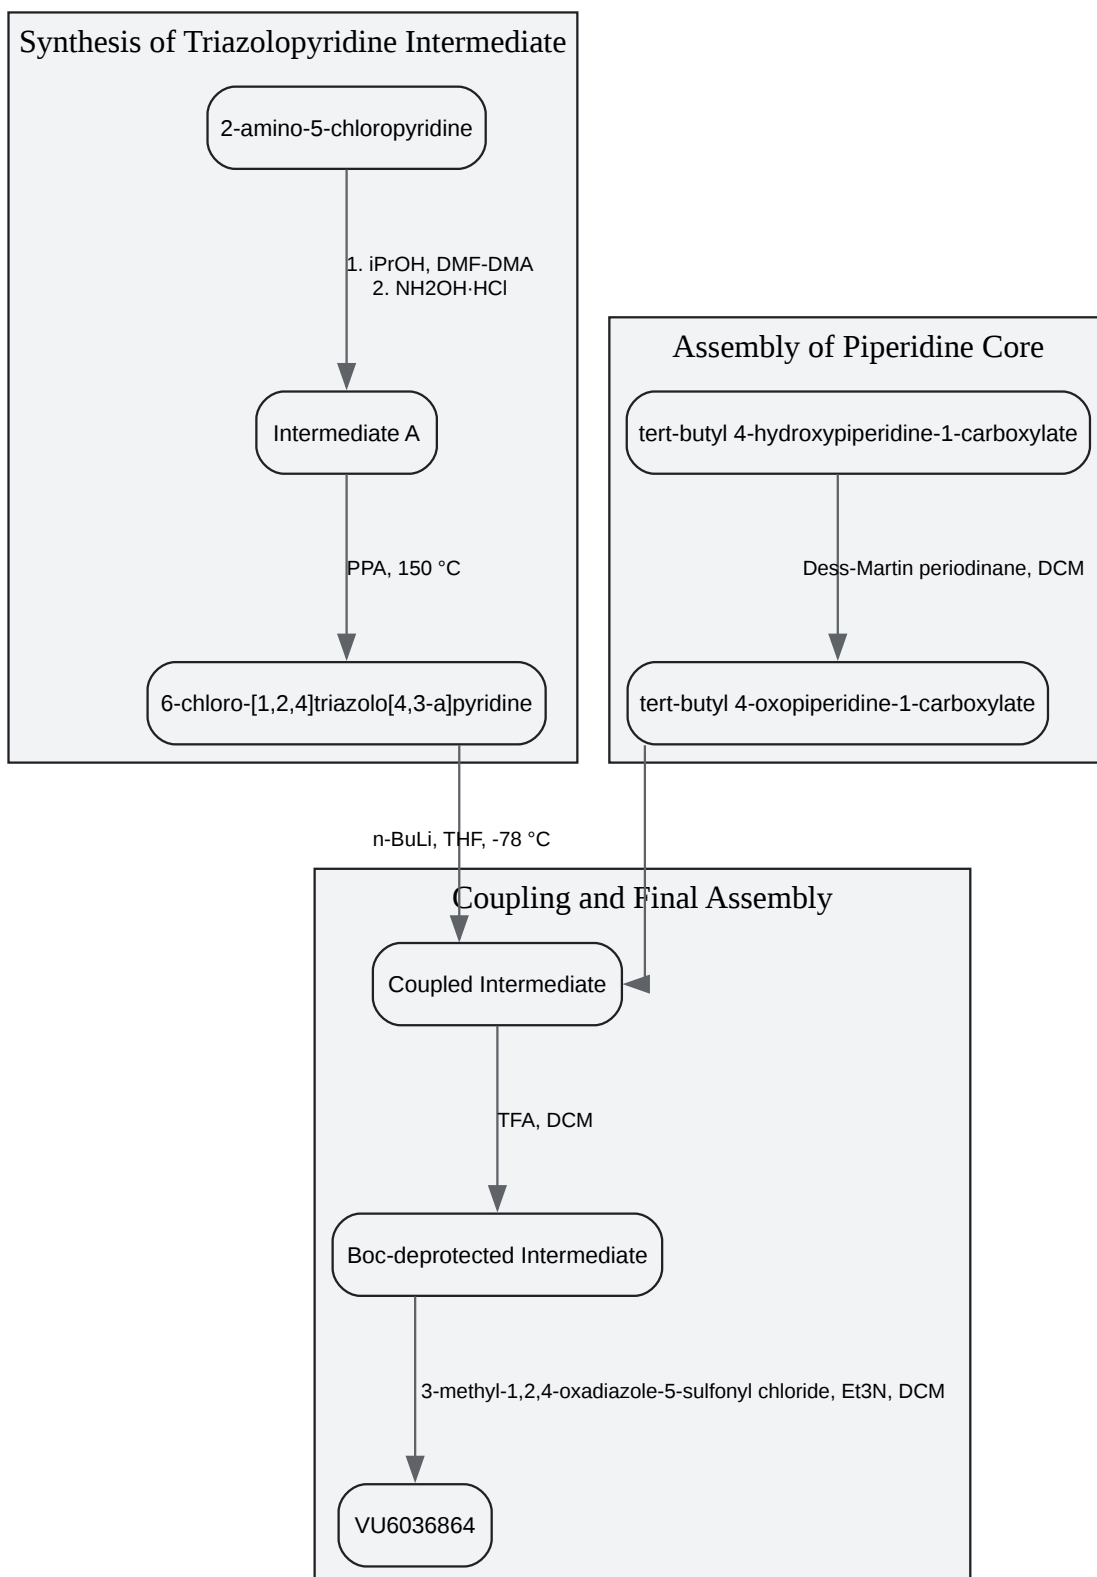 Synthesis of Triazolopyridine Intermediate
2-amino-5-chloropyridine
1. iPrOH, DMF-DMA
2. NH2OH·HCl
Intermediate A
PPA, 150 °C
6-chloro-[1,2,4]triazolo[4,3-a]pyridine
Assembly of Piperidine Core
tert-butyl 4-hydroxypiperidine-1-carboxylate
Dess-Martin periodinane, DCM
tert-butyl 4-oxopiperidine-1-carboxylate
n-BuLi, THF, -78 °C
Coupling and Final Assembly
Coupled Intermediate
TFA, DCM
Boc-deprotected Intermediate
3-methyl-1,2,4-oxadiazole-5-sulfonyl chloride, Et3N, DCM
VU6036864